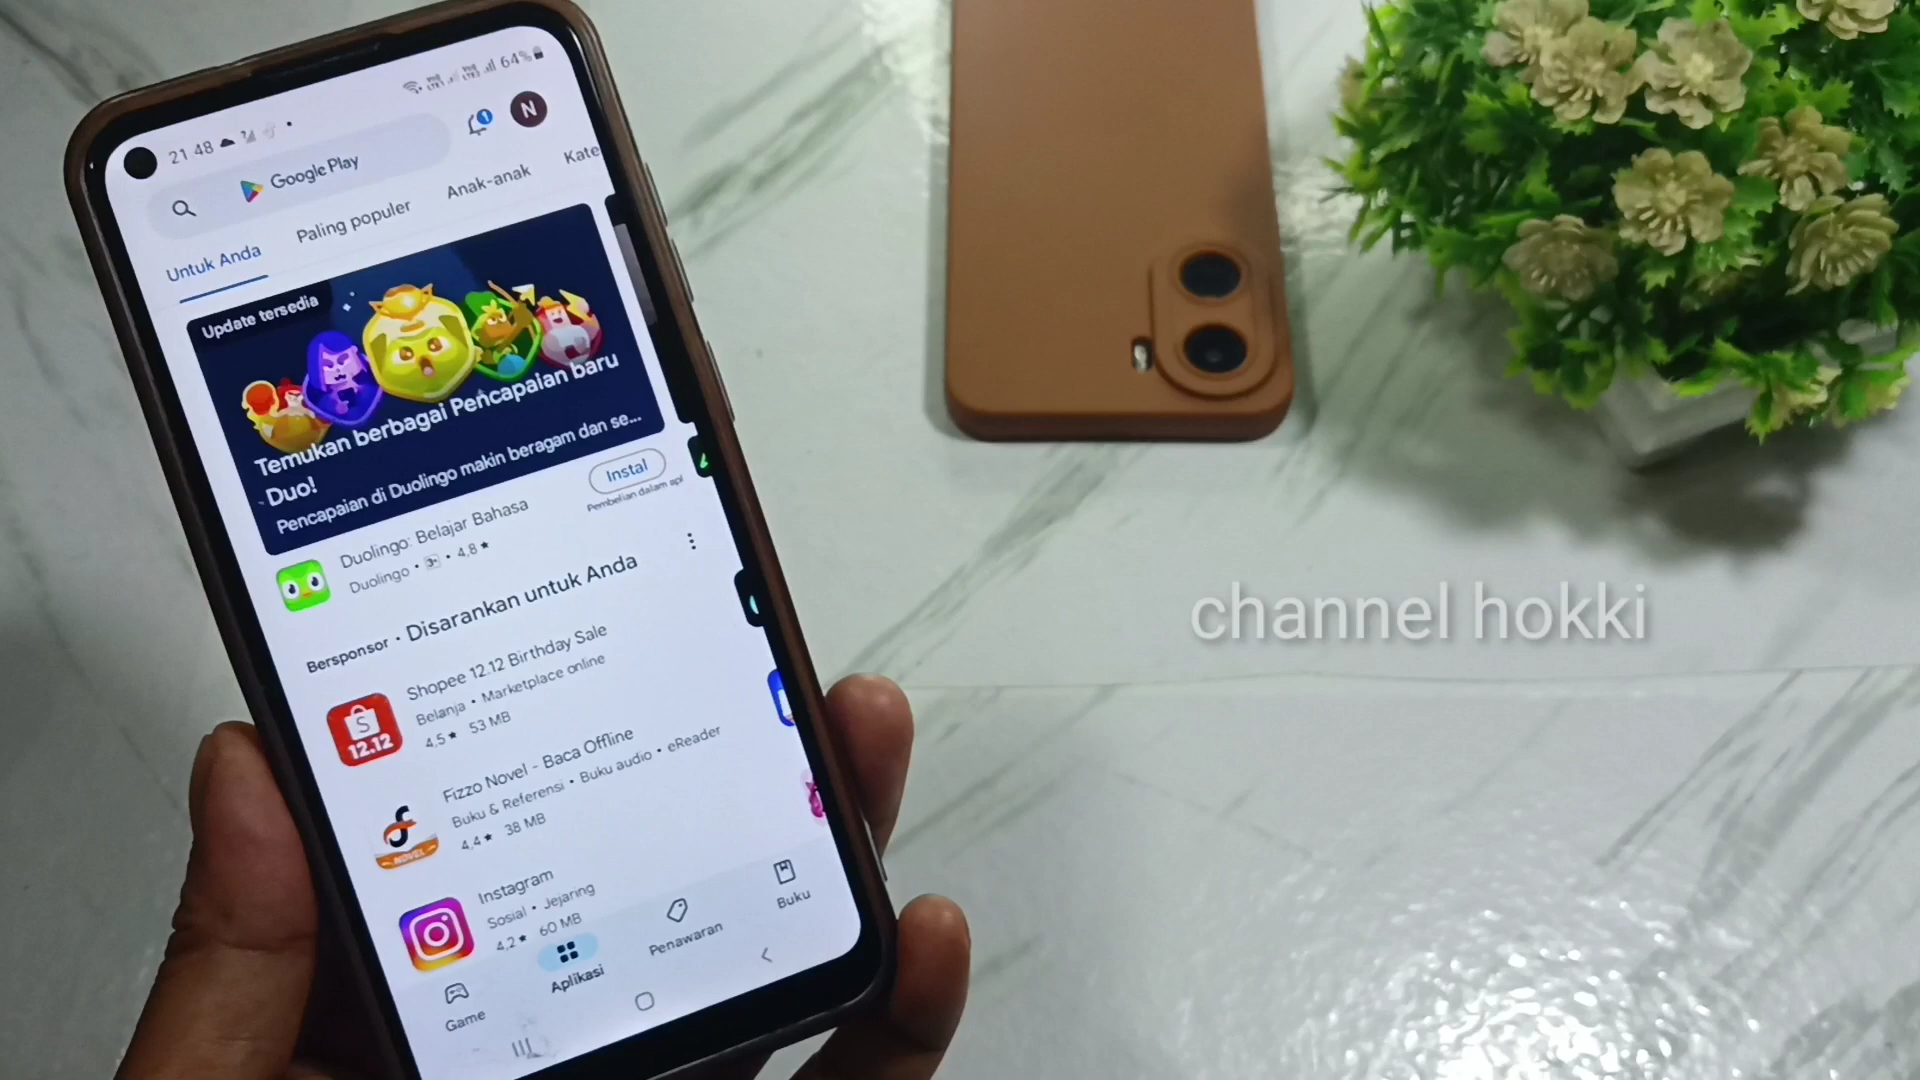 21 48
64%
Google Play
1
N
Untuk Anda
Paling populer
Anak-anak
Kate
Update tersedia
Temukan berbagai Pencapaian baru
Duo!
Pencapaian di Duolingo makin beragam dan se...
Duolingo: Belajar Bahasa
Duolingo • 3+ • 4,8 ★
Instal
Pembelian dalam apl
Bersponsor • Disarankan untuk Anda
S
12.12
Shopee 12.12 Birthday Sale
Belanja • Marketplace online
4,5 ★ 53 MB
NOVEL
Fizzo Novel - Baca Offline
Buku & Referensi • Buku audio • eReader
4,4 ★ 38 MB
Instagram
Sosial • Jejaring
4,2 ★ 60 MB
Game
Aplikasi
Penawaran
Buku
channel hokki